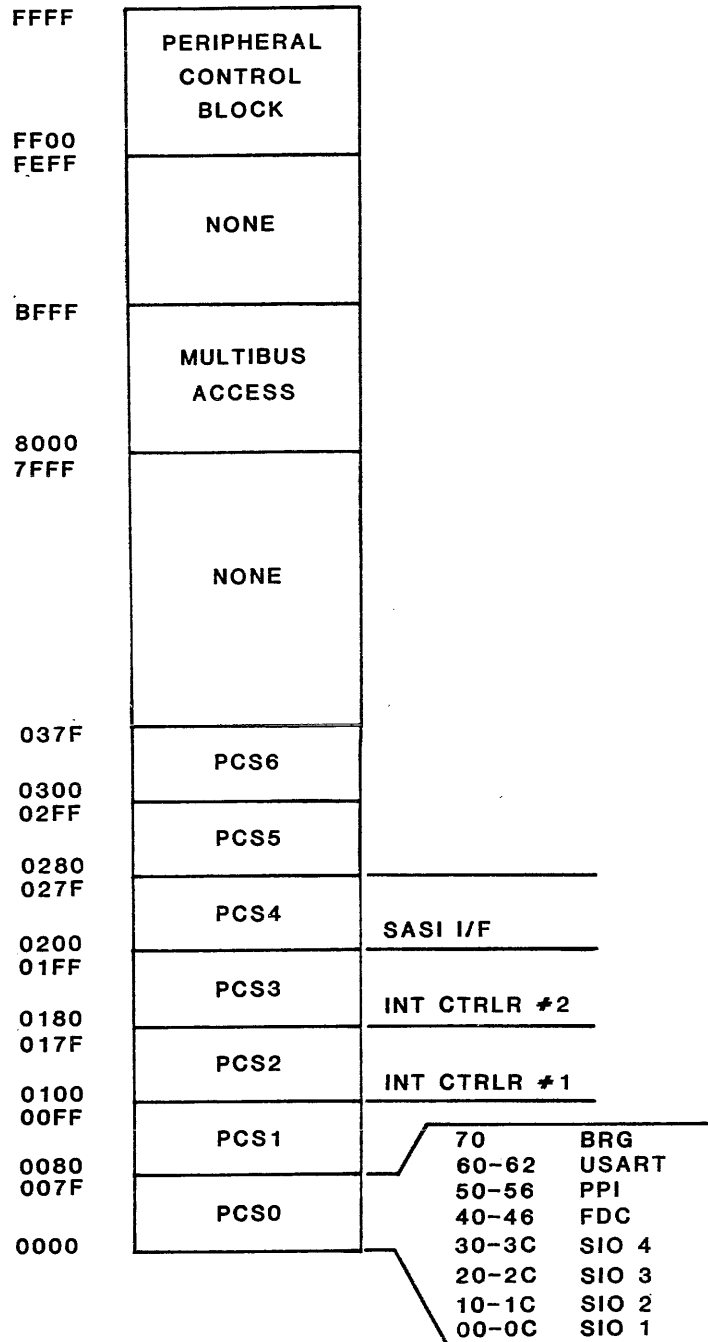 FFFF
PERIPHERAL
CONTROL
BLOCK
FF00
FEFF
NONE
BFFF
MULTIBUS
ACCESS
8000
7FFF
NONE
037F
PCS6
0300
02FF
PCS5
0280
027F
PCS4
SASI I/F
0200
01FF
PCS3
INT CTRLR #2
0180
017F
PCS2
INT CTRLR #1
0100
00FF
PCS1
0080
007F
PCS0
0000
70 BRG
60-62 USART
50-56 PPI
40-46 FDC
30-3C SIO 4
20-2C SIO 3
10-1C SIO 2
00-0C SIO 1